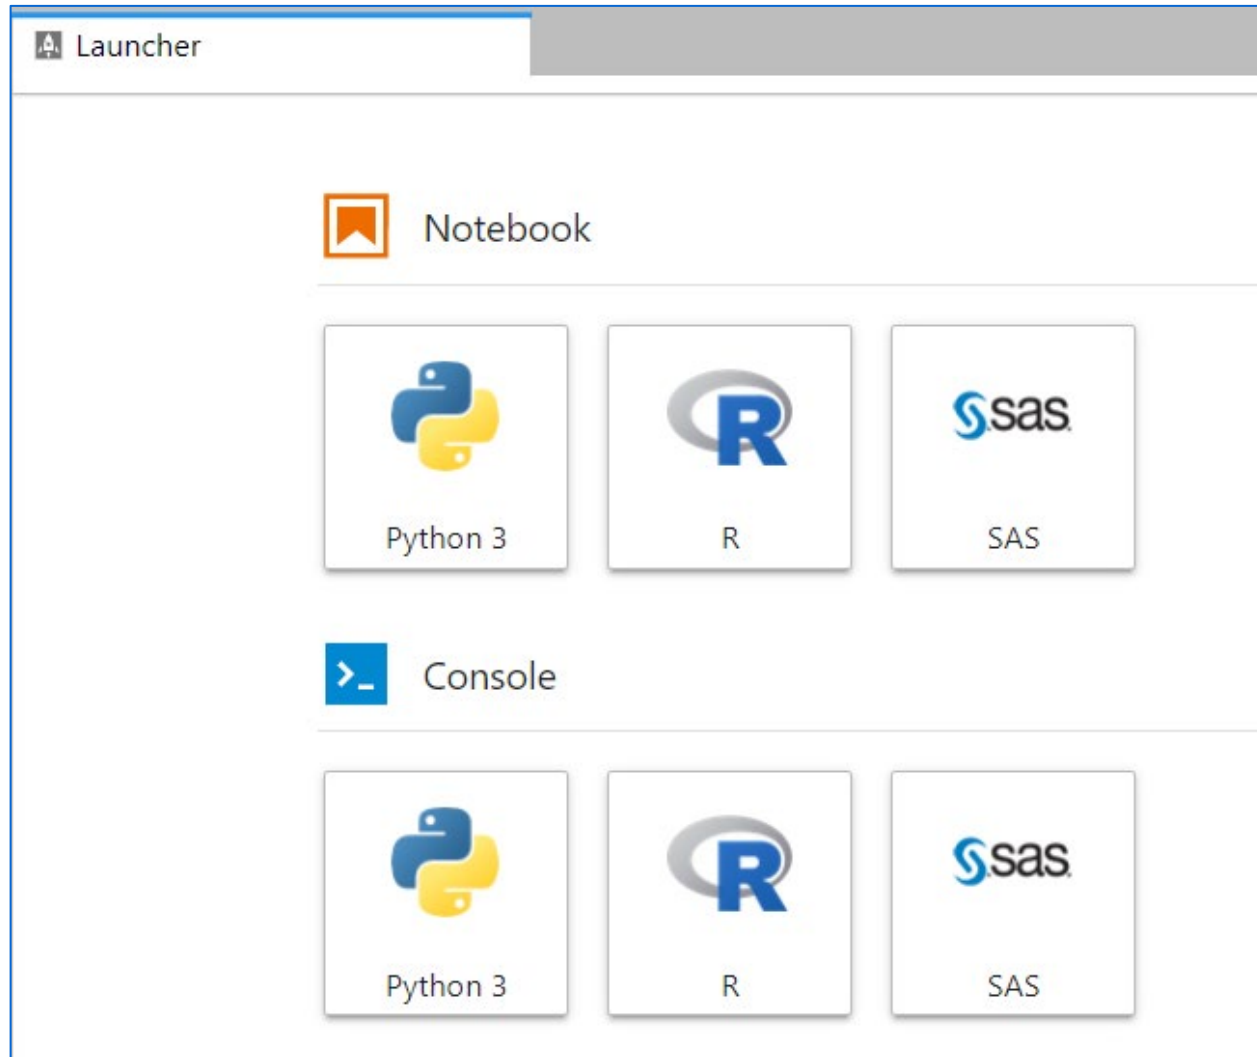 Launcher
Notebook
R R sas
Python 3 R SAS
Console
>_
R sas
Python 3 R SAS